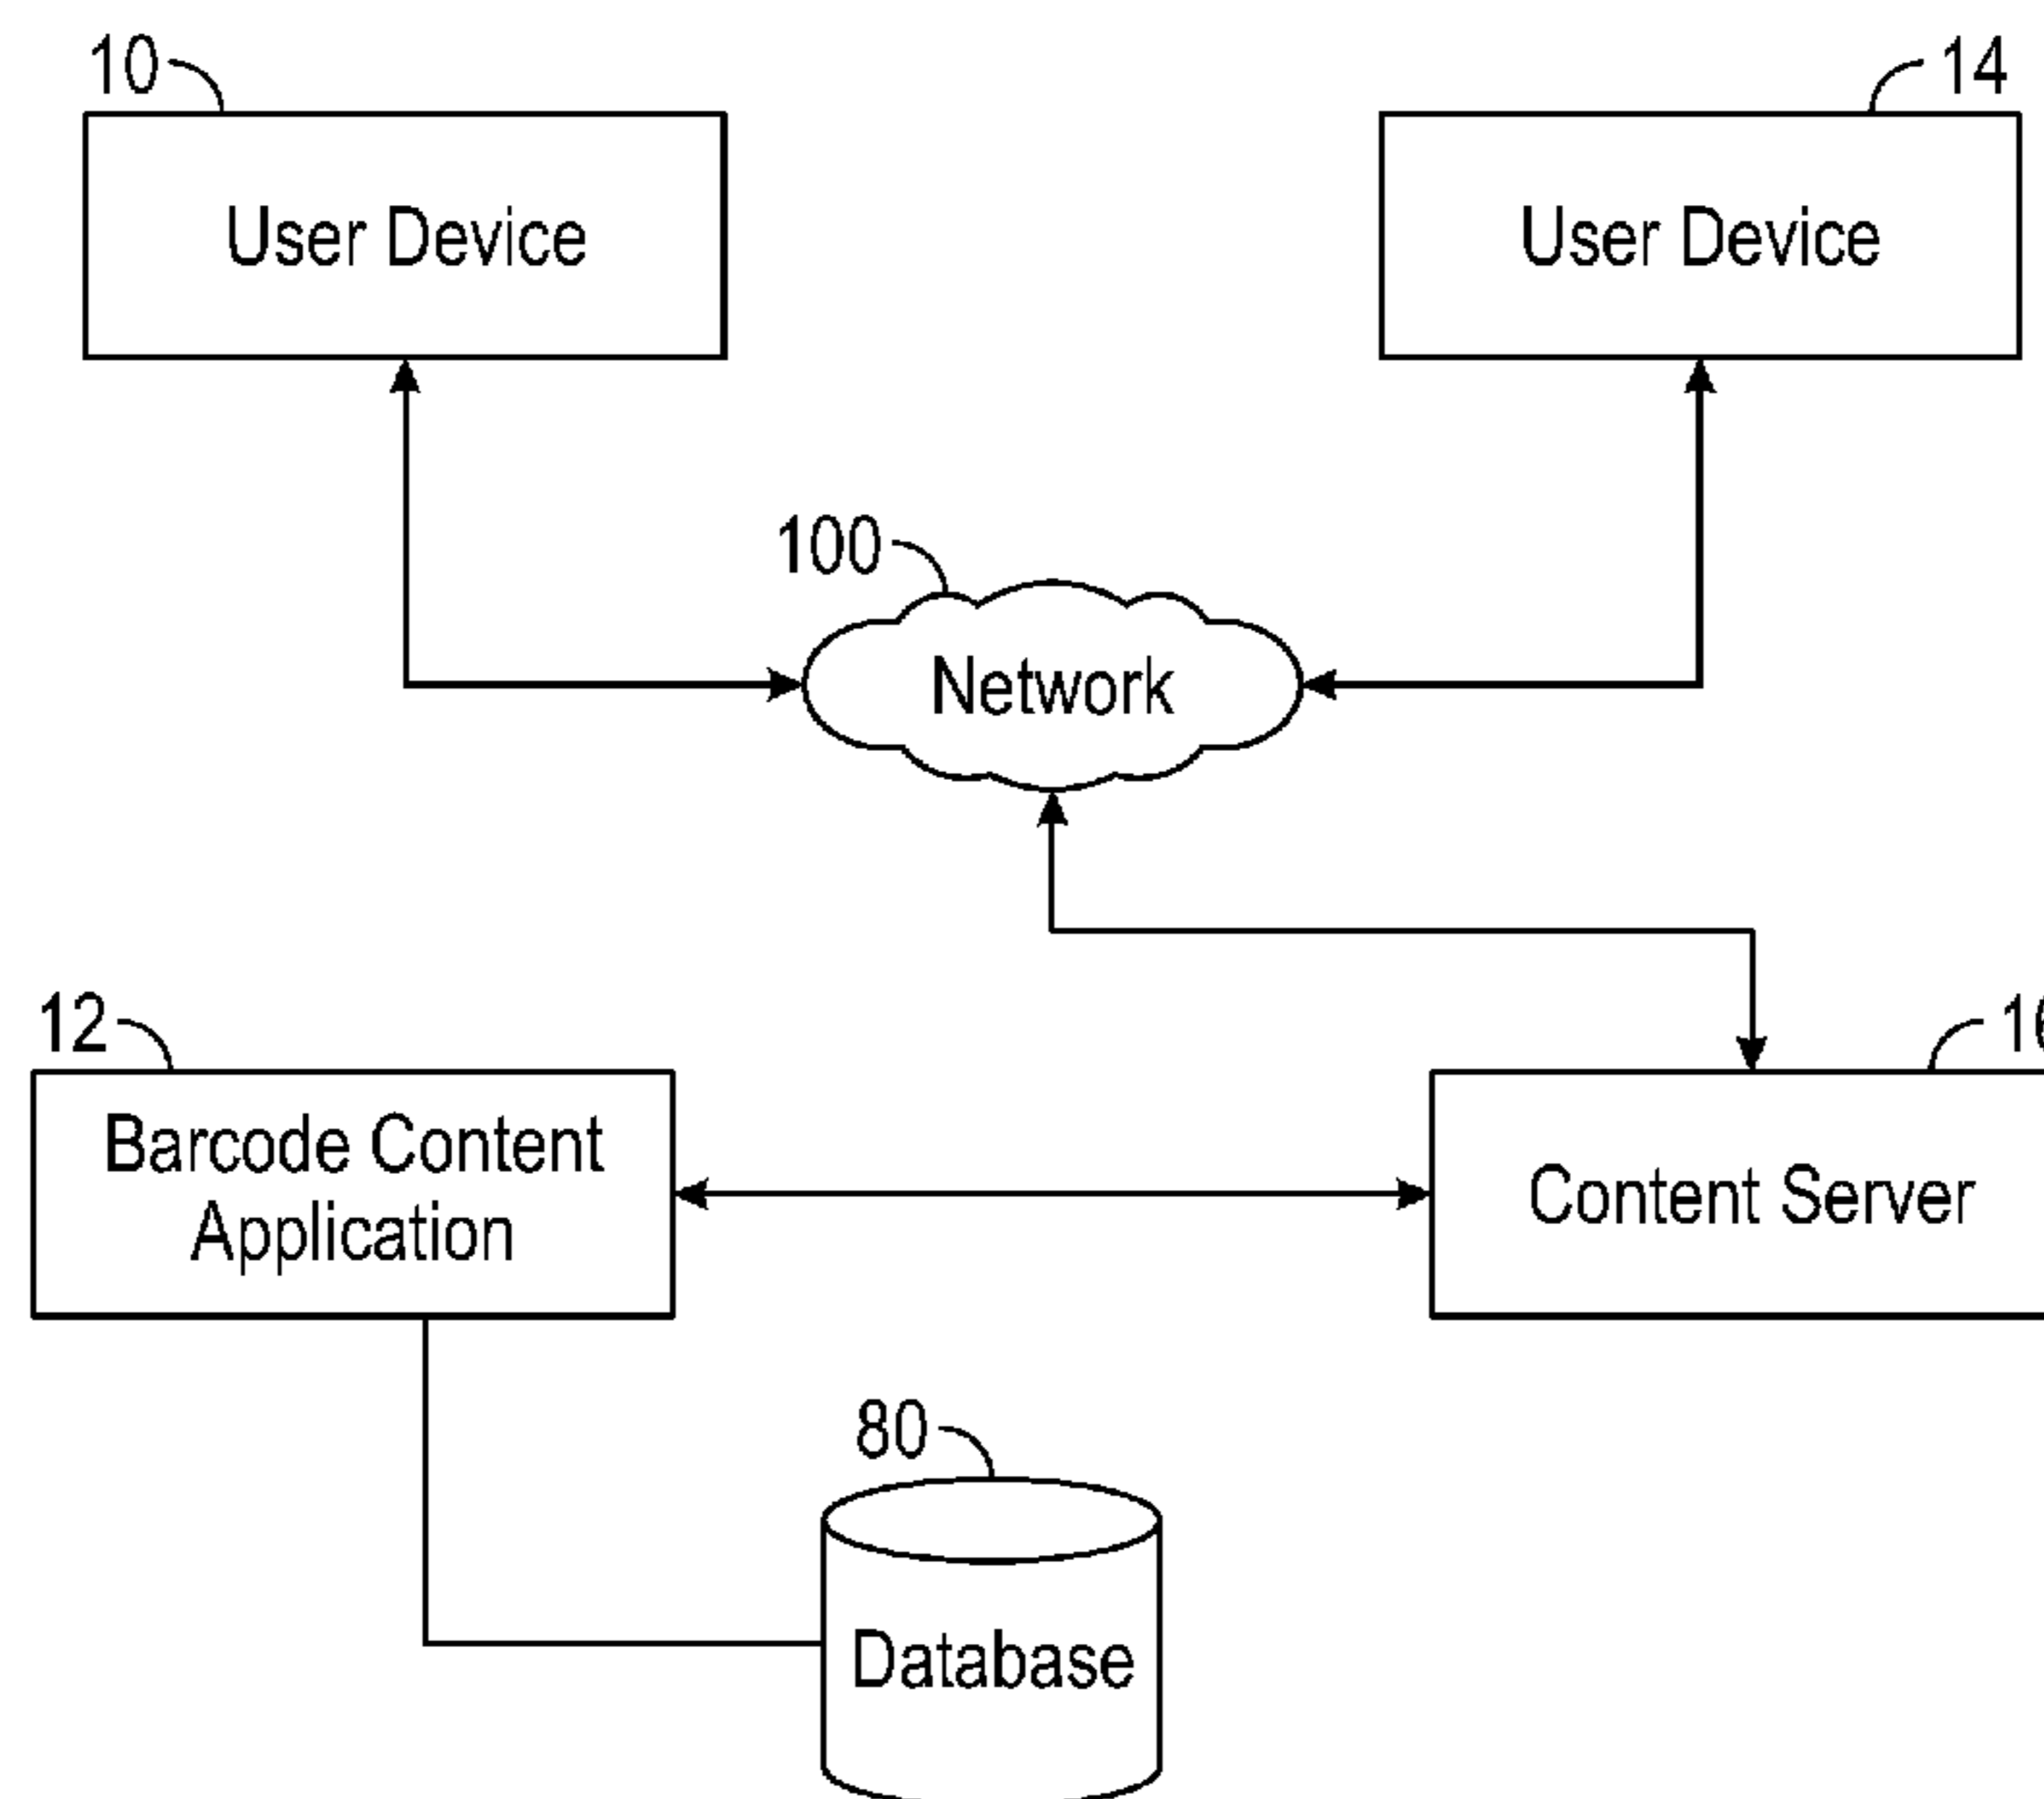 10
14
User Device
User Device
100
Network
12
Barcode Content
Application
Content Server
80
Database